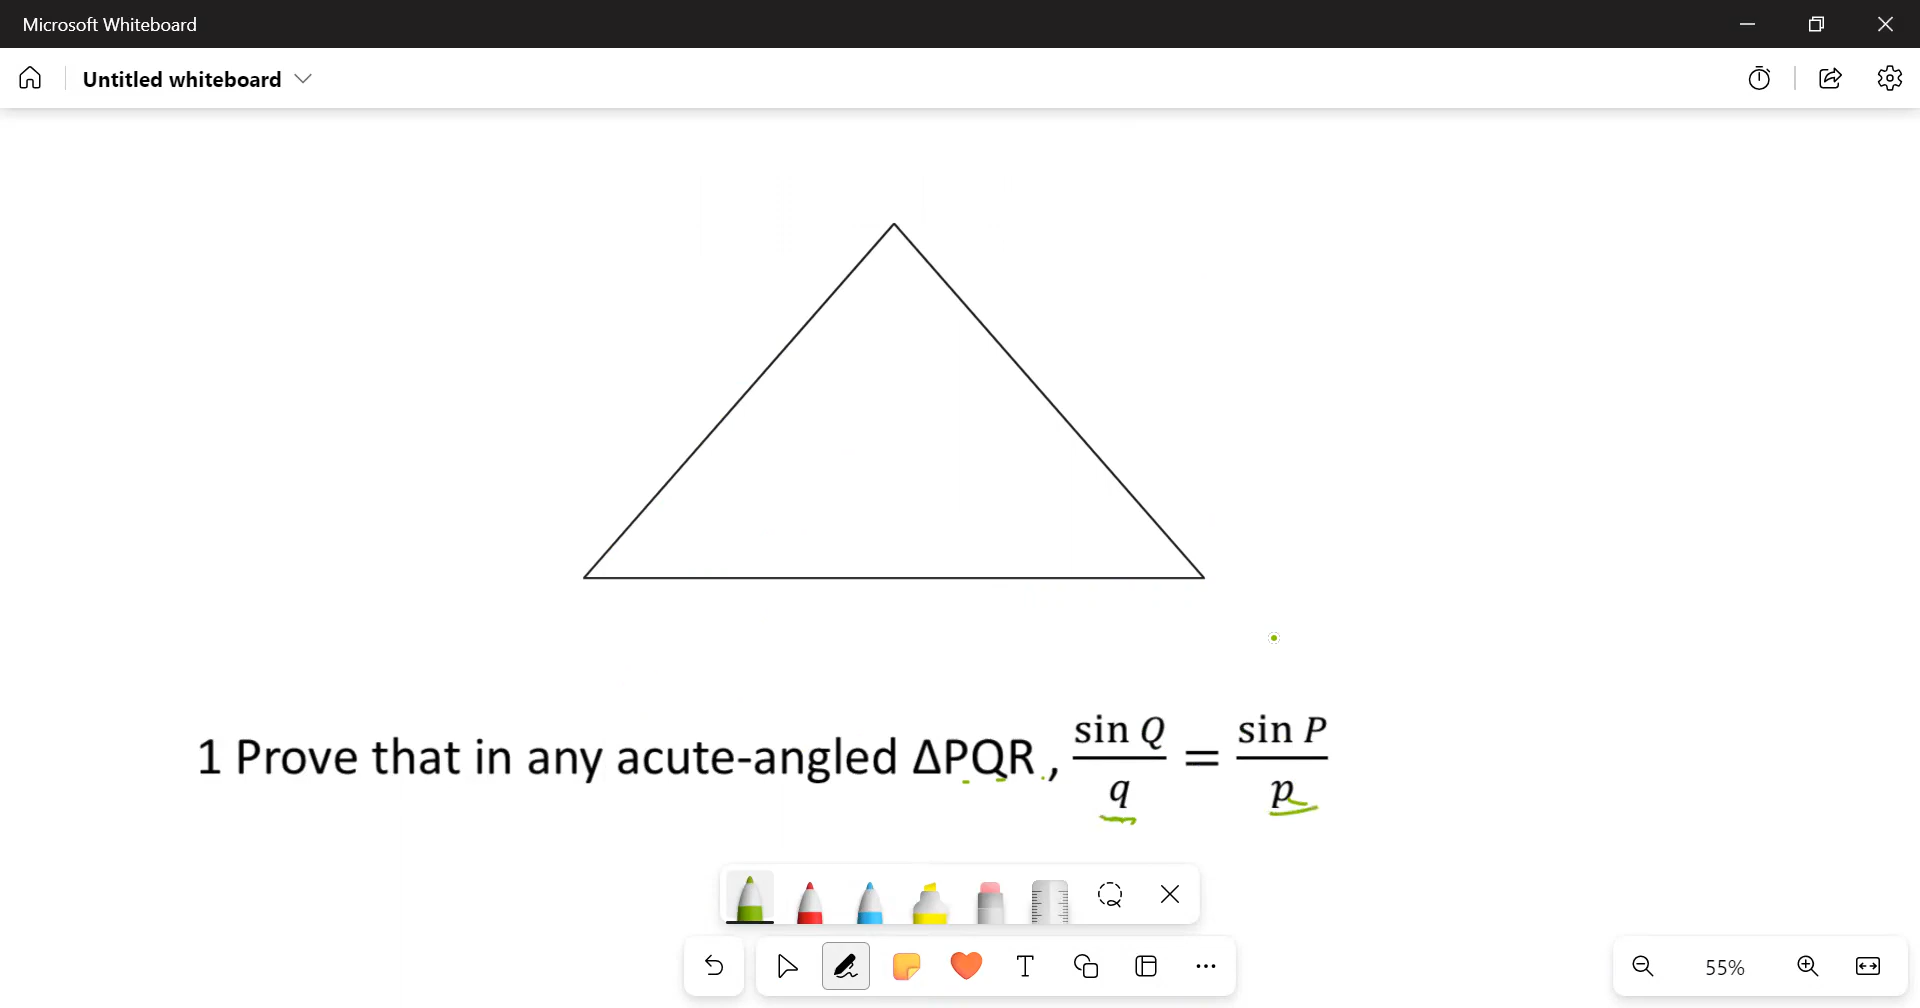 Microsoft Whiteboard
Untitled whiteboard
1 Prove that in any acute-angled ΔPQR, sin Q / q = sin P / p
55%